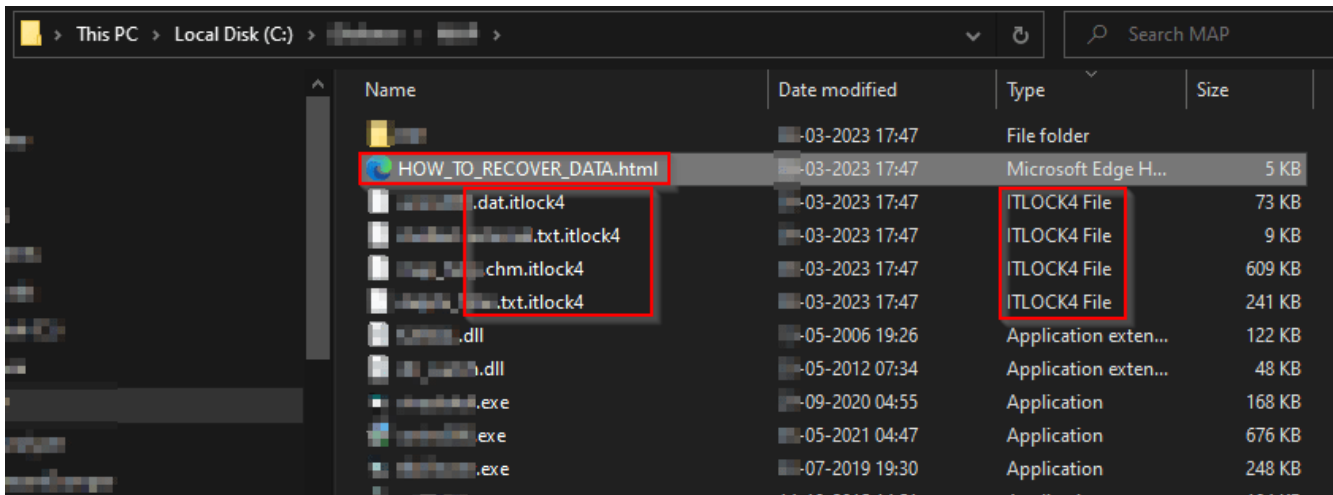 This PC > Local Disk (C:) > > Search MAP
Name Date modified Type Size
-03-2023 17:47 File folder
HOW_TO_RECOVER_DATA.html -03-2023 17:47 Microsoft Edge H... 5 KB
.dat.itlock4 -03-2023 17:47 ITLOCK4 File 73 KB
.txt.itlock4 -03-2023 17:47 ITLOCK4 File 9 KB
.chm.itlock4 -03-2023 17:47 ITLOCK4 File 609 KB
.txt.itlock4 -03-2023 17:47 ITLOCK4 File 241 KB
.dll -05-2006 19:26 Application exten... 122 KB
.dll -05-2012 07:34 Application exten... 48 KB
.exe -09-2020 04:55 Application 168 KB
.exe -05-2021 04:47 Application 676 KB
.exe -07-2019 19:30 Application 248 KB